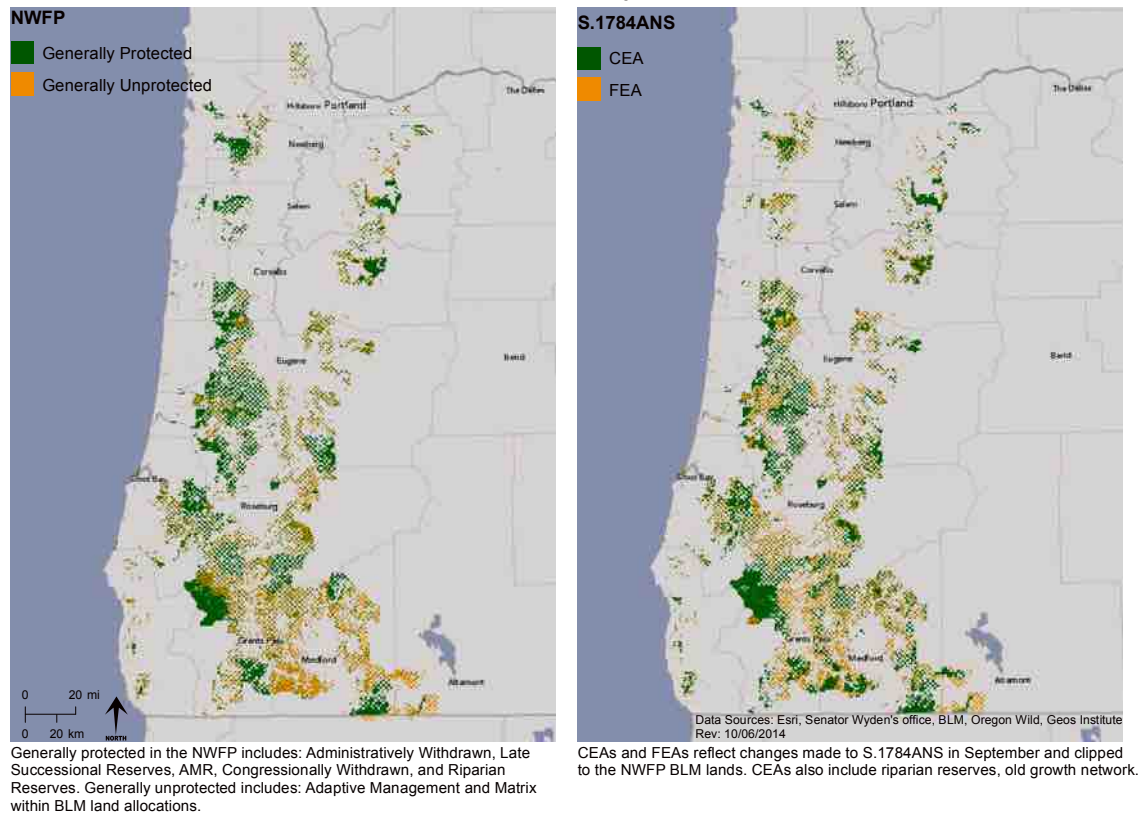 NWFP
Generally Protected
Generally Unprotected
Hillsboro Portland
The Dalles
Newberg
Salem
Corvallis
Eugene
Bend
Coos Bay
Roseburg
Grants Pass
Medford
Altamont
0 20 mi
0 20 km
NORTH
Generally protected in the NWFP includes: Administratively Withdrawn, Late
Successional Reserves, AMR, Congressionally Withdrawn, and Riparian
Reserves. Generally unprotected includes: Adaptive Management and Matrix
within BLM land allocations.
S.1784ANS
CEA
FEA
Hillsboro Portland
The Dalles
Newberg
Salem
Corvallis
Eugene
Bend
Coos Bay
Roseburg
Grants Pass
Medford
Altamont
Data Sources: Esri, Senator Wyden's office, BLM, Oregon Wild, Geos Institute
Rev: 10/06/2014
CEAs and FEAs reflect changes made to S.1784ANS in September and clipped
to the NWFP BLM lands. CEAs also include riparian reserves, old growth network.